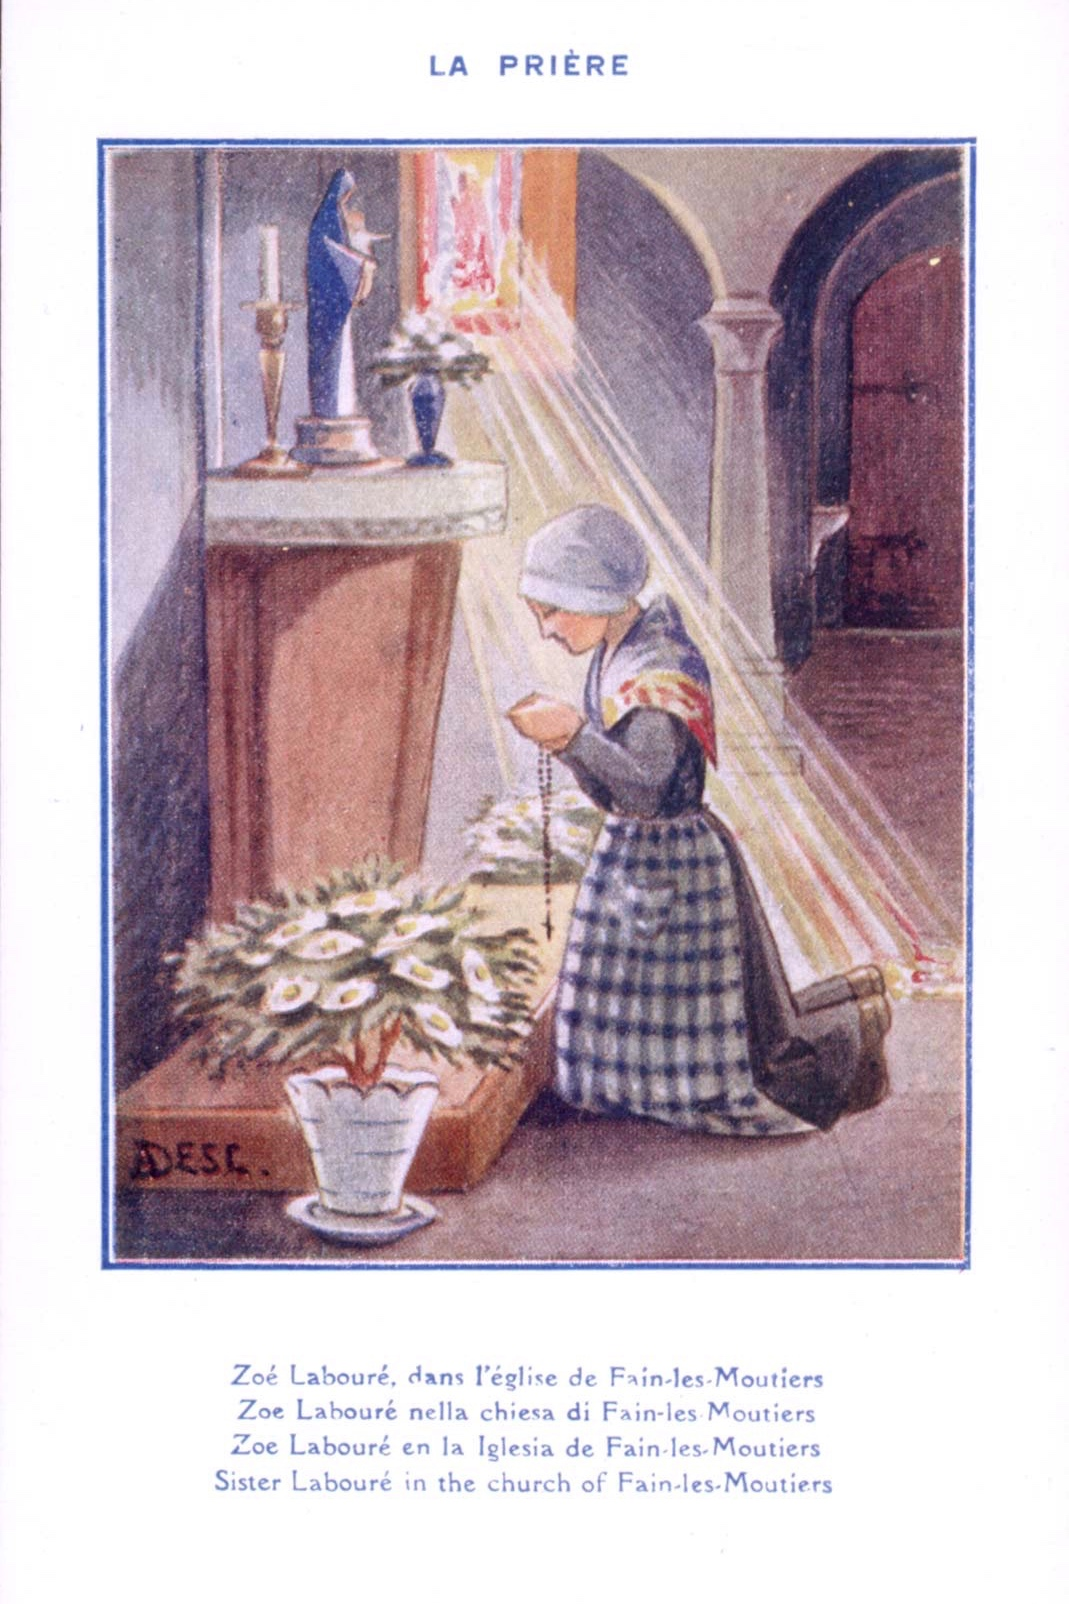 LA PRIÈRE
ADESC.
Zoé Labouré, dans l'église de Fain-les-Moutiers
Zoe Labouré nella chiesa di Fain-les-Moutiers
Zoe Labouré en la Iglesia de Fain-les-Moutiers
Sister Labouré in the church of Fain-les-Moutiers